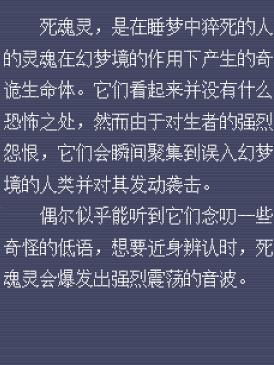 死魂灵，是在睡梦中猝死的人
的灵魂在幻梦境的作用下产生的奇
诡生命体。它们看起来并没有什么
恐怖之处，然而由于对生者的强烈
怨恨，它们会瞬间聚集到误入幻梦
境的人类并对其发动袭击。
偶尔似乎能听到它们念叨一些
奇怪的低语，想要近身辨认时，死
魂灵会爆发出强烈震荡的音波。